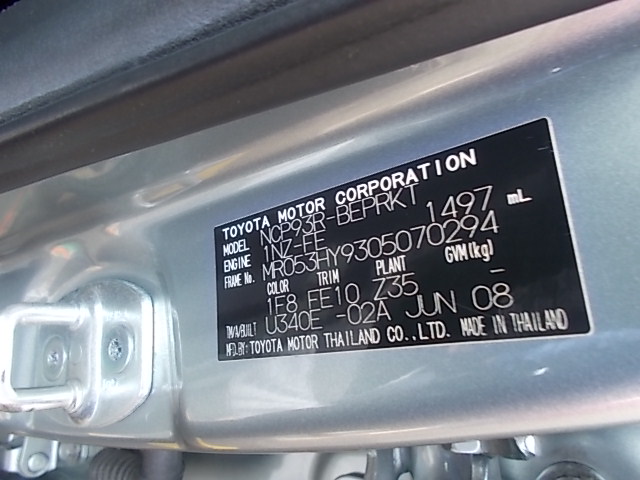 TOYOTA MOTOR CORPORATION
MODEL NCP93R-BEPRKT
ENGINE 1NZ-FE 1497 mL
FRAME No. MR053HY9305070294
COLOR TRIM PLANT GVM(kg)
1F8 FE10 Z35 -
TM/A/BUILT U340E -02A JUN 08
MFD.BY:TOYOTA MOTOR THAILAND CO.,LTD. MADE IN THAILAND